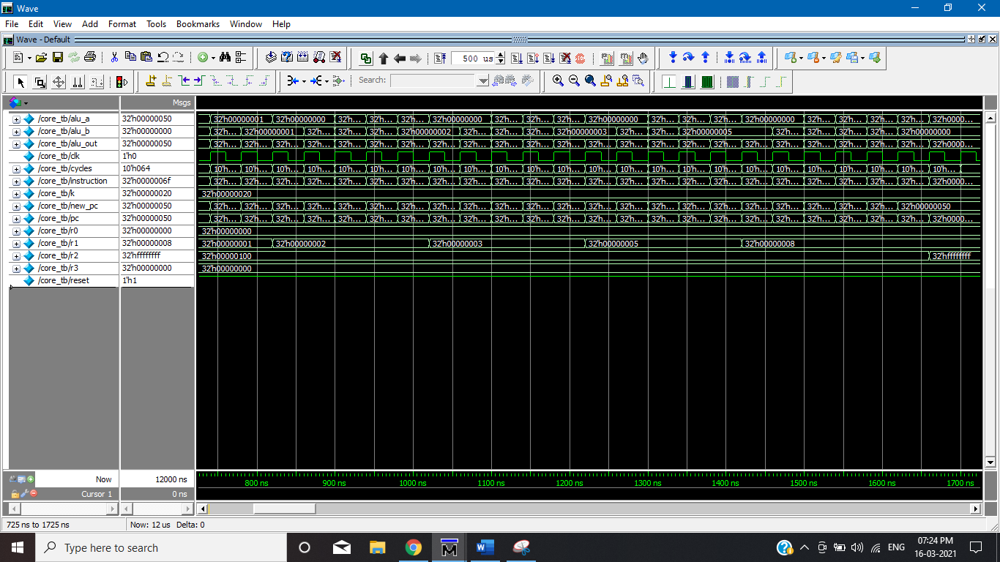 Wave
File Edit View Add Format Tools Bookmarks Window Help
Wave - Default
500 us
Search:
Msgs
/core_tb/alu_a 32'h00000050 32'h00000001 32'h00000000 32'h... 32'h... 32'h... 32'h00000000 32'h... 32'h... 32'h... 32'h00000000 32'h... 32'h... 32'h... 32'h00000000 32'h... 32'h... 32'h... 32'h0000...
/core_tb/alu_b 32'h00000000 32'h... 32'h00000001 32'h... 32'h... 32'h... 32'h00000002 32'h... 32'h... 32'h... 32'h00000003 32'h... 32'h... 32'h00000005 32'h... 32'h... 32'h... 32'h... 32'h00000000
/core_tb/alu_out 32'h00000050 32'h... 32'h... 32'h... 32'h... 32'h... 32'h... 32'h... 32'h... 32'h... 32'h... 32'h... 32'h... 32'h... 32'h... 32'h... 32'h... 32'h... 32'h... 32'h... 32'h... 32'h... 32'h... 32'h... 32'h0000...
/core_tb/clk 1'h0
/core_tb/cycles 10'h064 10'h... 10'h... 10'h... 10'h... 10'h... 10'h... 10'h... 10'h... 10'h... 10'h... 10'h... 10'h... 10'h... 10'h... 10'h... 10'h... 10'h... 10'h... 10'h... 10'h... 10'h... 10'h... 10'h... 10'h...
/core_tb/instruction 32'h0000006f 32'h... 32'h... 32'h... 32'h... 32'h... 32'h... 32'h... 32'h... 32'h... 32'h... 32'h... 32'h... 32'h... 32'h... 32'h... 32'h... 32'h... 32'h... 32'h... 32'h... 32'h... 32'h... 32'h... 32'h0000...
/core_tb/k 32'h00000020 32'h00000020
/core_tb/new_pc 32'h00000050 32'h... 32'h... 32'h... 32'h... 32'h... 32'h... 32'h... 32'h... 32'h... 32'h... 32'h... 32'h... 32'h... 32'h... 32'h... 32'h... 32'h... 32'h... 32'h... 32'h... 32'h... 32'h... 32'h00000050
/core_tb/pc 32'h00000050 32'h... 32'h... 32'h... 32'h... 32'h... 32'h... 32'h... 32'h... 32'h... 32'h... 32'h... 32'h... 32'h... 32'h... 32'h... 32'h... 32'h... 32'h... 32'h... 32'h... 32'h... 32'h... 32'h... 32'h0000...
/core_tb/r0 32'h00000000 32'h00000000
/core_tb/r1 32'h00000008 32'h00000001 32'h00000002 32'h00000003 32'h00000005 32'h00000008
/core_tb/r2 32'hffffffff 32'h00000100 32'hffffffff
/core_tb/r3 32'h00000000 32'h00000000
/core_tb/reset 1'h1
Now 12000 ns 800 ns 900 ns 1000 ns 1100 ns 1200 ns 1300 ns 1400 ns 1500 ns 1600 ns 1700 ns
Cursor 1 0 ns
725 ns to 1725 ns Now: 12 us Delta: 0
Type here to search
ENG
07:24 PM
16-03-2021